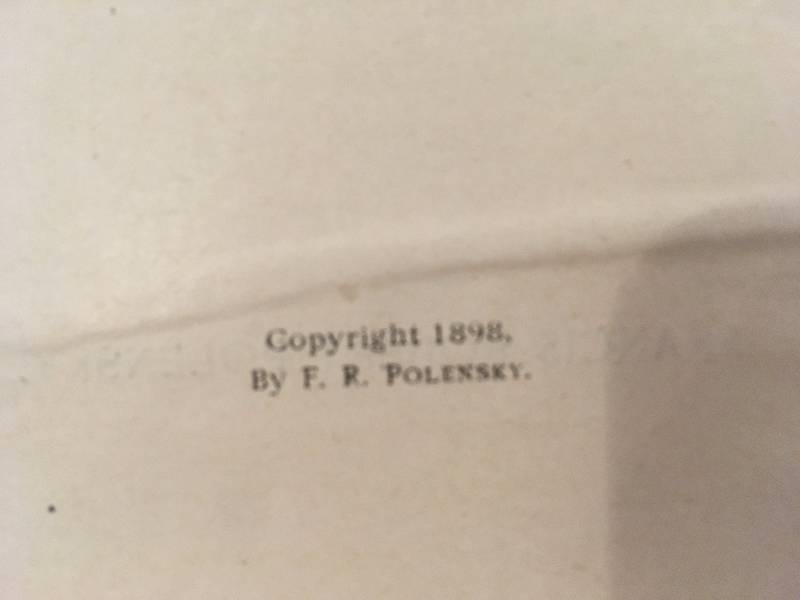 Copyright 1898,
By F. R. POLENSKY.